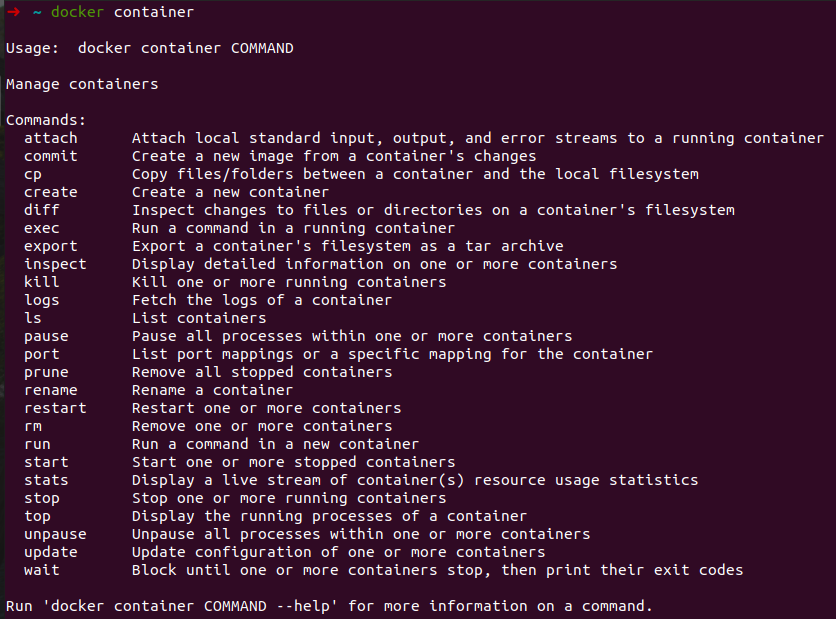 ➜ ~ docker container
Usage:  docker container COMMAND
Manage containers
Commands:
  attach      Attach local standard input, output, and error streams to a running container
  commit      Create a new image from a container's changes
  cp          Copy files/folders between a container and the local filesystem
  create      Create a new container
  diff        Inspect changes to files or directories on a container's filesystem
  exec        Run a command in a running container
  export      Export a container's filesystem as a tar archive
  inspect     Display detailed information on one or more containers
  kill        Kill one or more running containers
  logs        Fetch the logs of a container
  ls          List containers
  pause       Pause all processes within one or more containers
  port        List port mappings or a specific mapping for the container
  prune       Remove all stopped containers
  rename      Rename a container
  restart     Restart one or more containers
  rm          Remove one or more containers
  run         Run a command in a new container
  start       Start one or more stopped containers
  stats       Display a live stream of container(s) resource usage statistics
  stop        Stop one or more running containers
  top         Display the running processes of a container
  unpause     Unpause all processes within one or more containers
  update      Update configuration of one or more containers
  wait        Block until one or more containers stop, then print their exit codes
Run 'docker container COMMAND --help' for more information on a command.